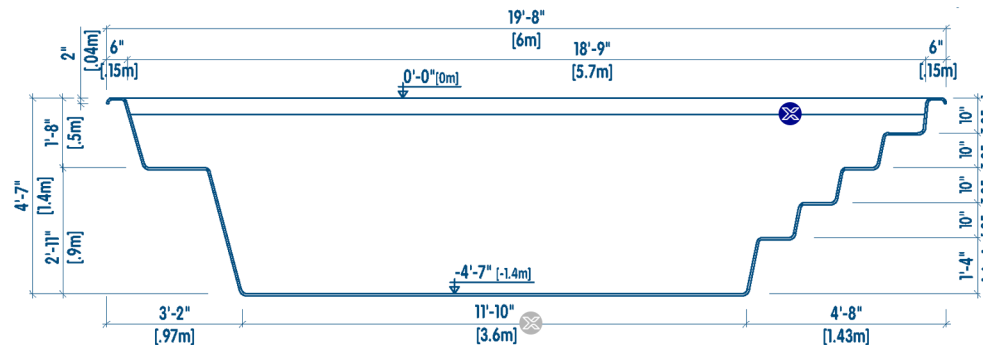 19'-8"
[6m]
6"
[.15m]
18'-9"
[5.7m]
6"
[.15m]
2"
[.04m]
0'-0"[0m]
4'-7"
[1.4m]
1'-8"
[.5m]
2'-11"
[.9m]
10"
10"
10"
10"
1'-4"
-4'-7" [-1.4m]
3'-2"
[.97m]
11'-10"
[3.6m]
4'-8"
[1.43m]